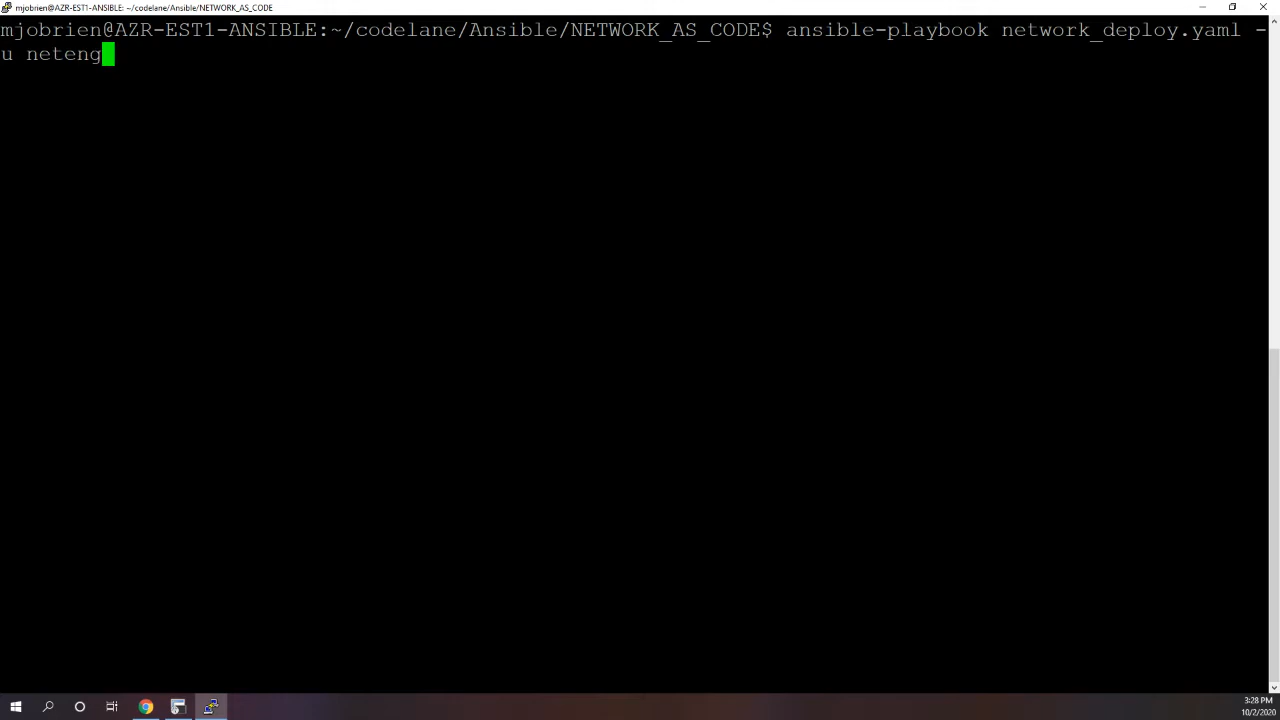 mjobrien@AZR-EST1-ANSIBLE: ~/codelane/Ansible/NETWORK_AS_CODE
mjobrien@AZR-EST1-ANSIBLE:~/codelane/Ansible/NETWORK_AS_CODE$ ansible-playbook network_deploy.yaml -
u neteng
3:28 PM
10/2/2020